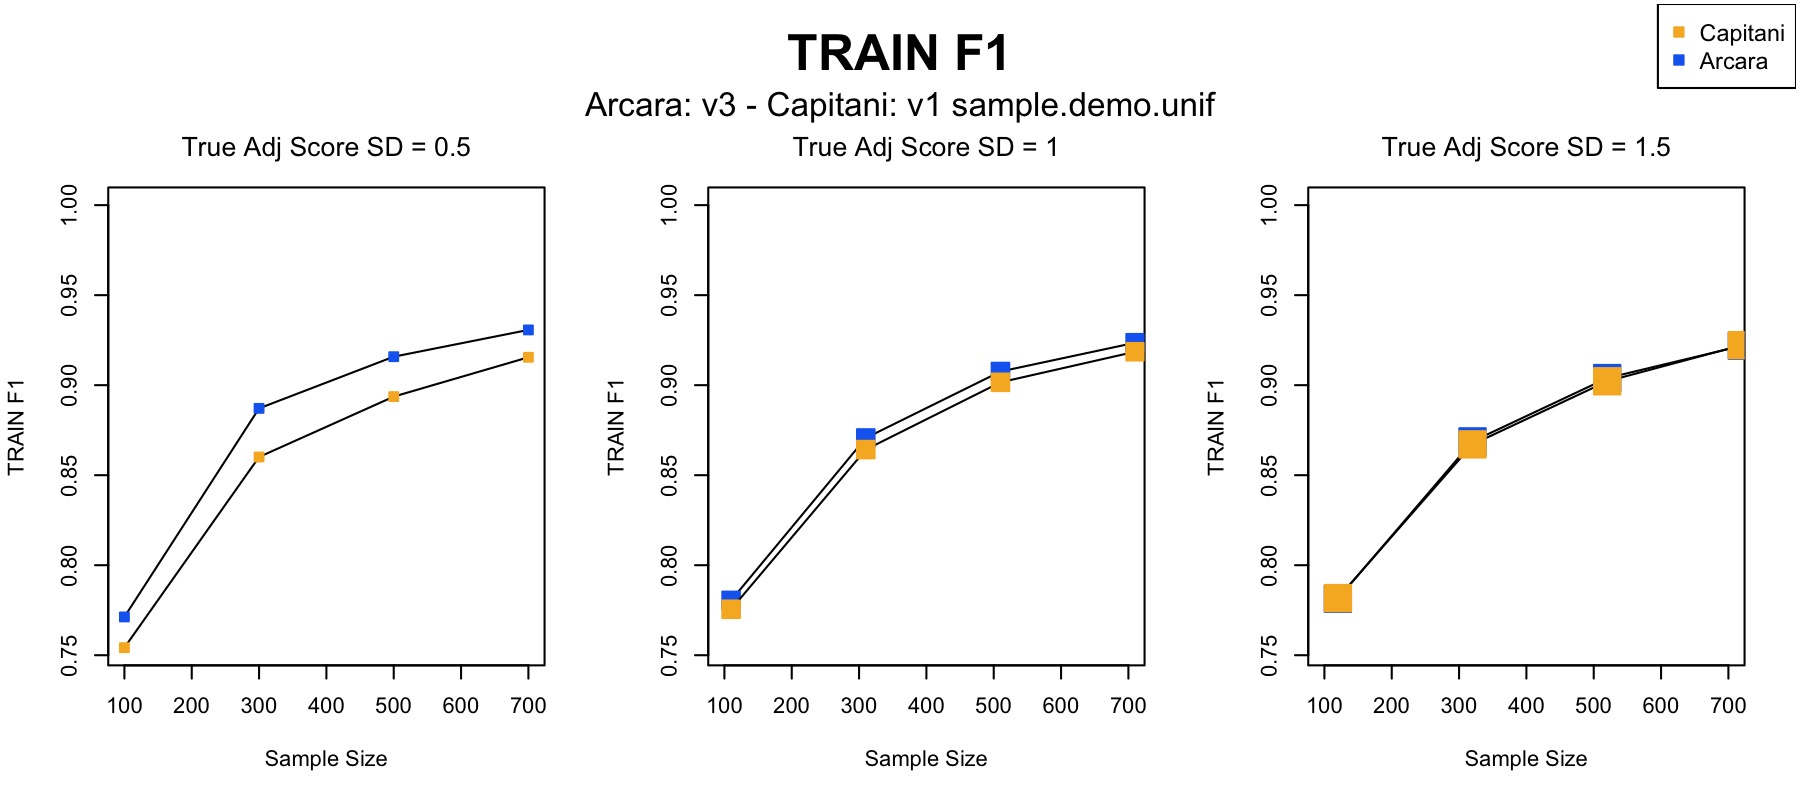 TRAIN F1
Arcara: v3 - Capitani: v1 sample.demo.unif
Capitani
Arcara
True Adj Score SD = 0.5
TRAIN F1
1.00
0.95
0.90
0.85
0.80
0.75
100 200 300 400 500 600 700
Sample Size
True Adj Score SD = 1
TRAIN F1
1.00
0.95
0.90
0.85
0.80
0.75
100 200 300 400 500 600 700
Sample Size
True Adj Score SD = 1.5
TRAIN F1
1.00
0.95
0.90
0.85
0.80
0.75
100 200 300 400 500 600 700
Sample Size